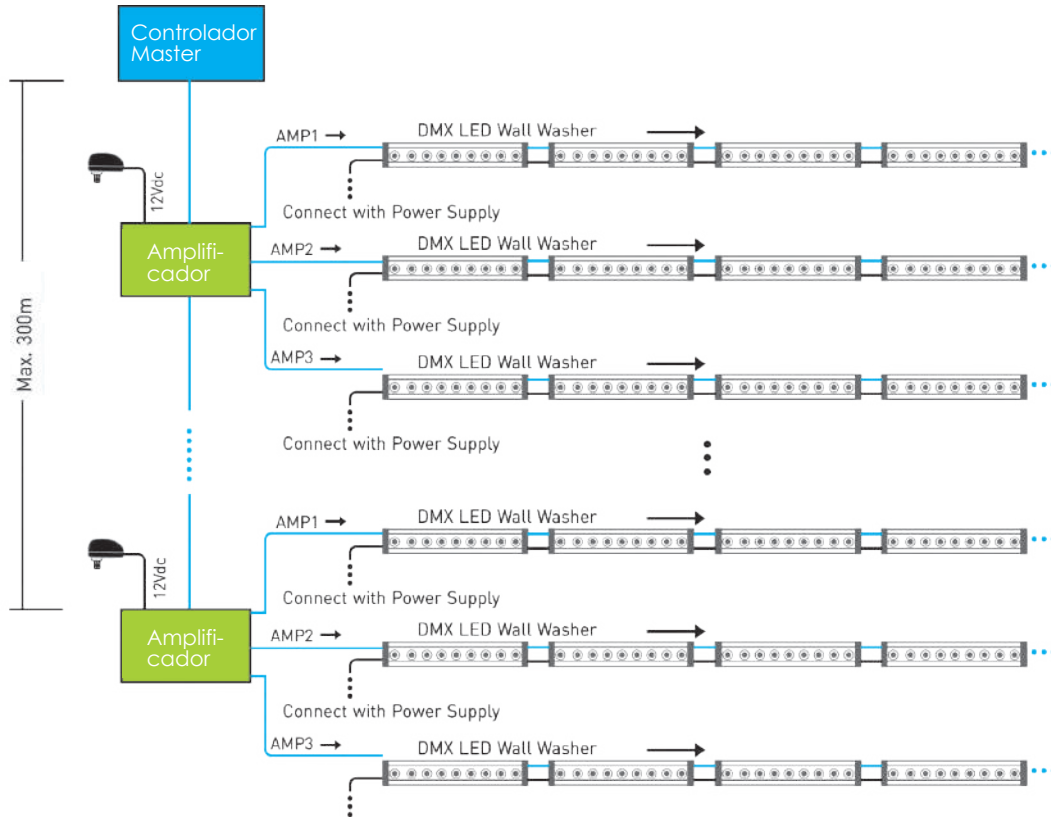 Controlador
Master
AMP1
DMX LED Wall Washer
12Vdc
Connect with Power Supply
Amplifi-
cador
AMP2
DMX LED Wall Washer
Connect with Power Supply
Max. 300m
AMP3
DMX LED Wall Washer
Connect with Power Supply
AMP1
DMX LED Wall Washer
12Vdc
Connect with Power Supply
Amplifi-
cador
AMP2
DMX LED Wall Washer
Connect with Power Supply
AMP3
DMX LED Wall Washer